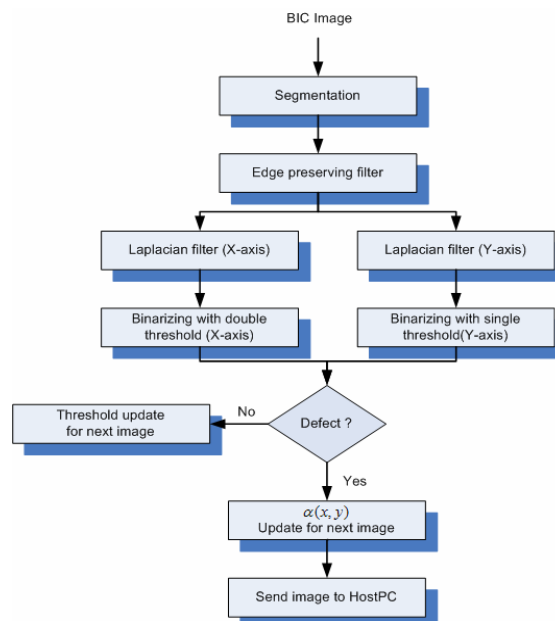 BIC Image
Segmentation
Edge preserving filter
Laplacian filter (X-axis)
Laplacian filter (Y-axis)
Binarizing with double
threshold (X-axis)
Binarizing with single
threshold(Y-axis)
Defect ?
No
Threshold update
for next image
Yes
α(x, y)
Update for next image
Send image to HostPC